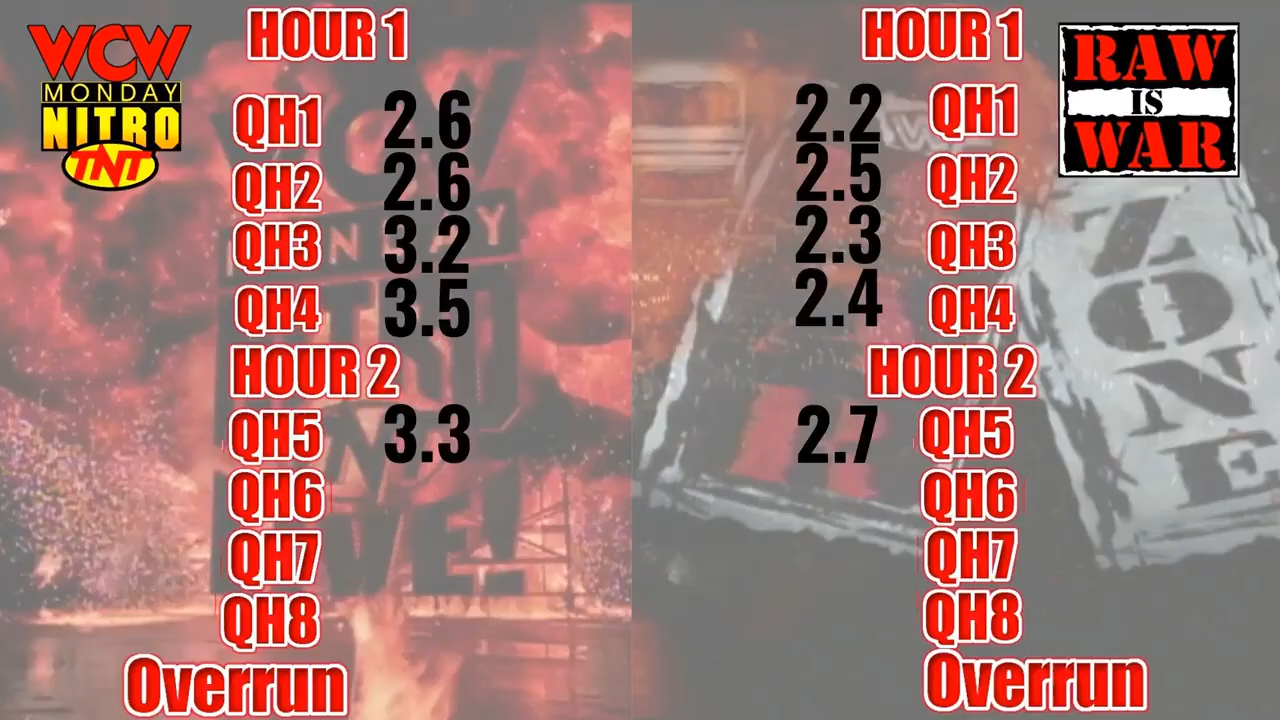 WCW
MONDAY
NITRO
TNT
HOUR 1
QH1 2.6
QH2 2.6
QH3 3.2
QH4 3.5
HOUR 2
QH5 3.3
QH6
QH7
QH8
Overrun
HOUR 1
2.2 QH1
2.5 QH2
2.3 QH3
2.4 QH4
HOUR 2
2.7 QH5
QH6
QH7
QH8
Overrun
RAW
IS
WAR
ZONE